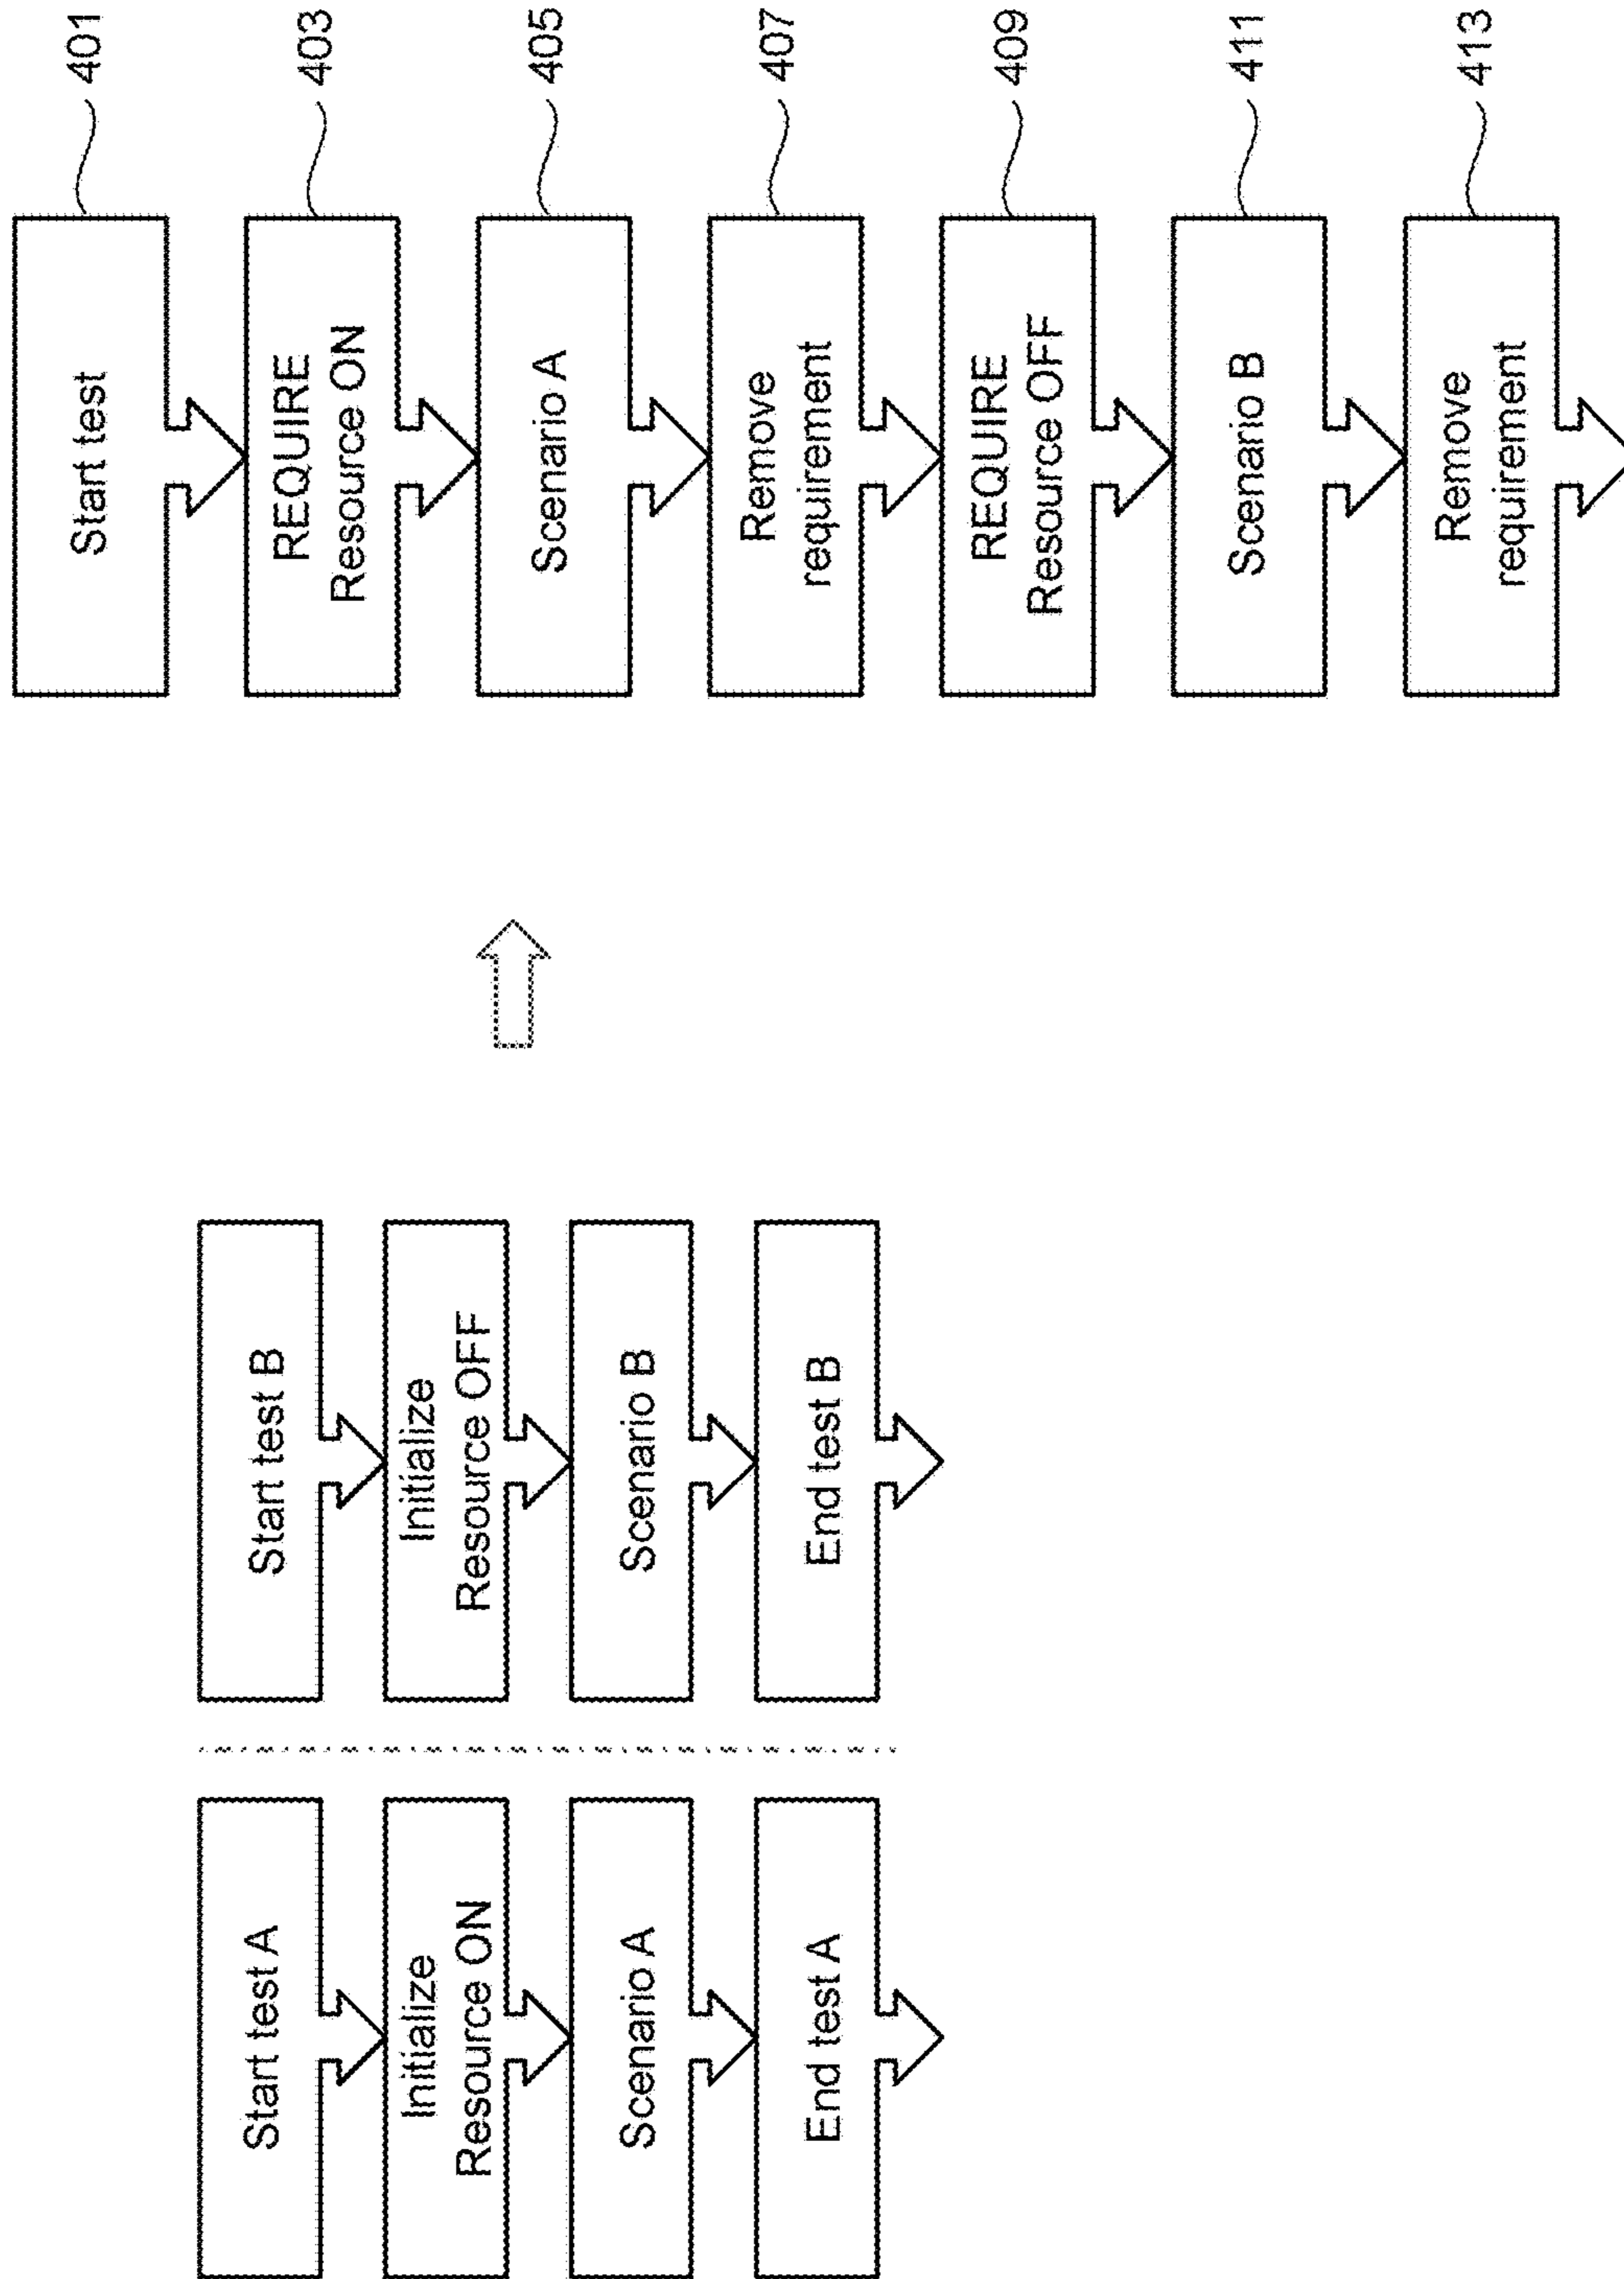 Start test A
Initialize
Resource ON
Scenario A
End test A
Start test B
Initialize
Resource OFF
Scenario B
End test B
Start test
401
REQUIRE
Resource ON
403
Scenario A
405
Remove
requirement
407
REQUIRE
Resource OFF
409
Scenario B
411
Remove
requirement
413